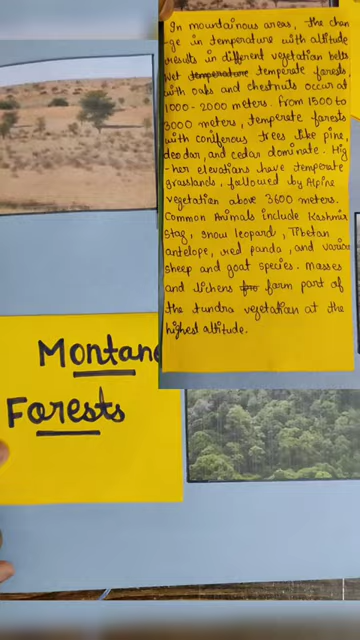 In mountainous areas, the chan
-ge in temperature with altitude
results in different vegetation belts
Wet temperature temperate forests
with oaks and chestnuts occur at
1000-2000 meters. From 1500 to
3000 meters, temperate forests
with coniferous trees like pine,
deodar, and cedar dominate. Hig
-her elevations have temperate
grasslands, followed by Alpine
vegetation above 3600 meters.
Common Animals include Kashmir
Stag, snow leopard, Tibetan
antelope, red panda, and various
sheep and goat species. Masses
and lichens form part of
the tundra vegetation at the
highest altitude.
Montane
Forests